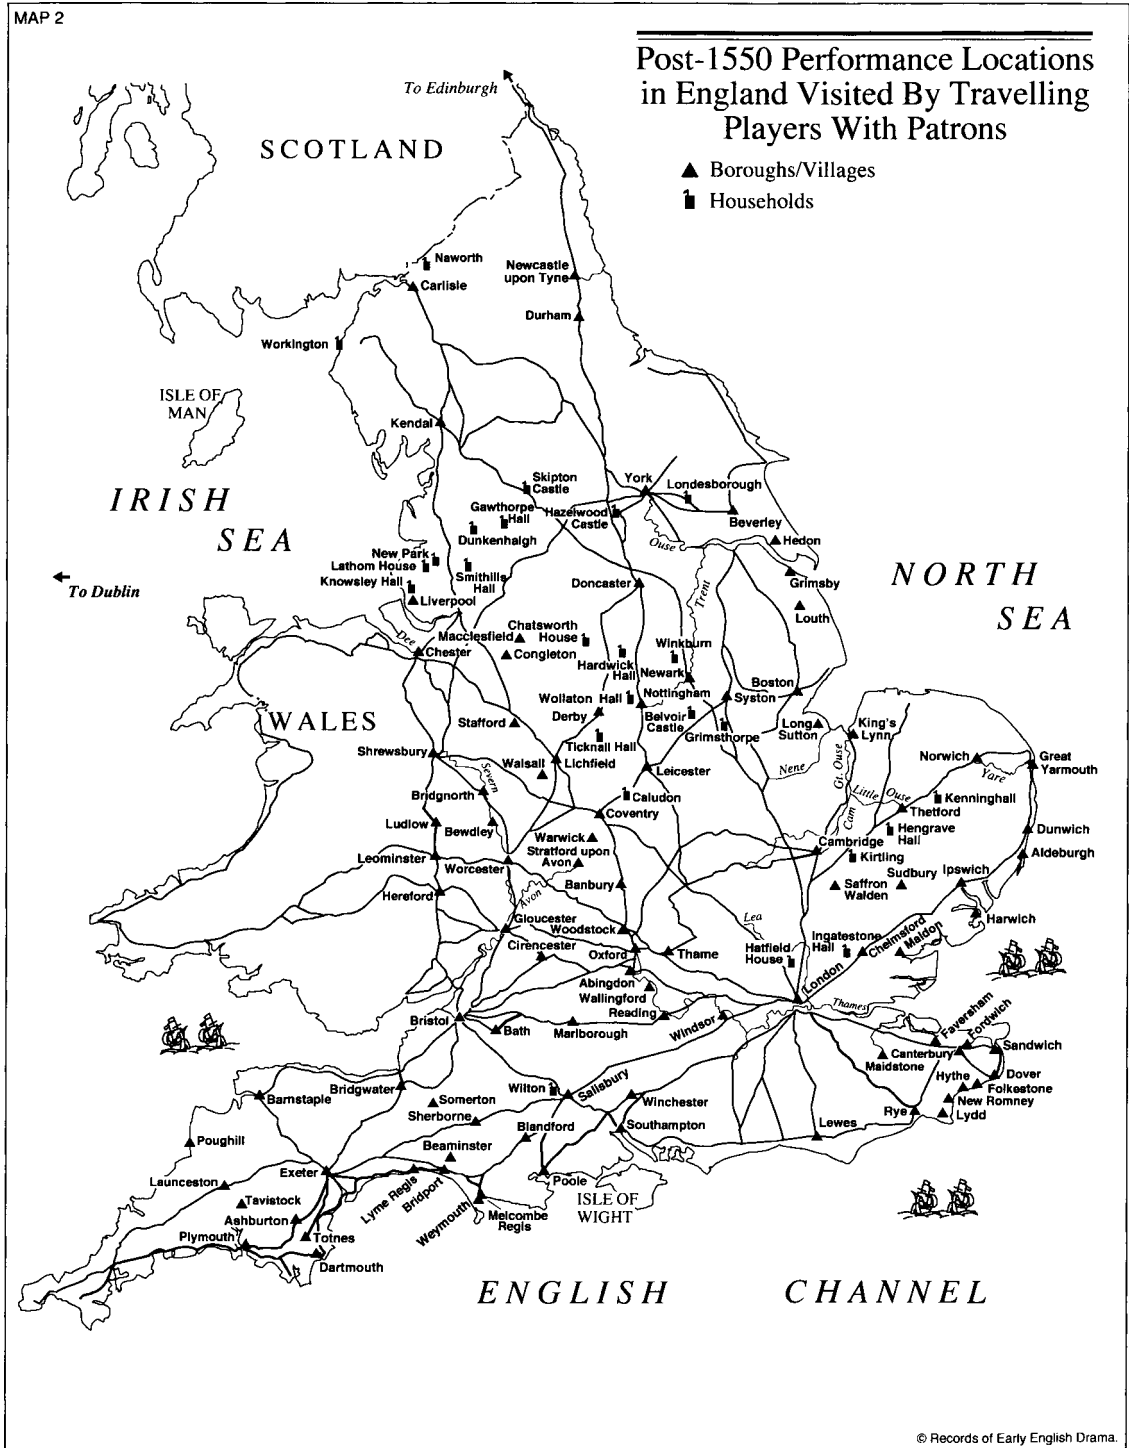 MAP 2
Post-1550 Performance Locations
in England Visited By Travelling
Players With Patrons
Boroughs/Villages
Households
To Edinburgh
SCOTLAND
Naworth
Carlisle
Newcastle
upon Tyne
Durham
Workington
ISLE OF
MAN
Kendal
IRISH
SEA
Skipton
Castle
Gawthorpe
Hall
Dunkenhalgh
Hazelwood
Castle
York
Londesborough
Beverley
Hedon
Ouse
New Park
Lathom House
Knowsley Hall
Smithills
Hall
Liverpool
Doncaster
Trent
Grimsby
Louth
NORTH
SEA
To Dublin
Dee
Chester
Macclesfield
Congleton
Chatsworth
House
Hardwick
Hall
Winkburn
Newark
Boston
Syston
WALES
Stafford
Wollaton Hall
Derby
Nottingham
Belvoir
Castle
Grimsthorpe
Long
Sutton
King's
Lynn
Ticknall Hall
Shrewsbury
Severn
Walsall
Lichfield
Leicester
Nene
Gt. Ouse
Norwich
Yare
Great
Yarmouth
Bridgnorth
Caludon
Coventry
Little Ouse
Cam
Kenninghall
Thetford
Hengrave
Hall
Dunwich
Aldeburgh
Ludlow
Bewdley
Warwick
Stratford upon
Avon
Cambridge
Kirtling
Sudbury
Saffron
Walden
Ipswich
Harwich
Leominster
Worcester
Banbury
Hereford
Avon
Gloucester
Cirencester
Woodstock
Oxford
Thame
Lea
Hatfield
House
Ingatestone
Hall
Chelmsford
Maldon
London
Abingdon
Wallingford
Reading
Windsor
Thames
Bristol
Bath
Marlborough
Faversham
Fordwich
Sandwich
Canterbury
Maidstone
Dover
Hythe
Folkestone
New Romney
Lydd
Rye
Bridgwater
Barnstaple
Somerton
Sherborne
Wilton
Salisbury
Winchester
Southampton
Lewes
Poughill
Beaminster
Blandford
Poole
Exeter
Launceston
Tavistock
Ashburton
Plymouth
Totnes
Dartmouth
Lyme Regis
Bridport
Weymouth
Melcombe
Regis
ISLE OF
WIGHT
ENGLISH CHANNEL
© Records of Early English Drama.